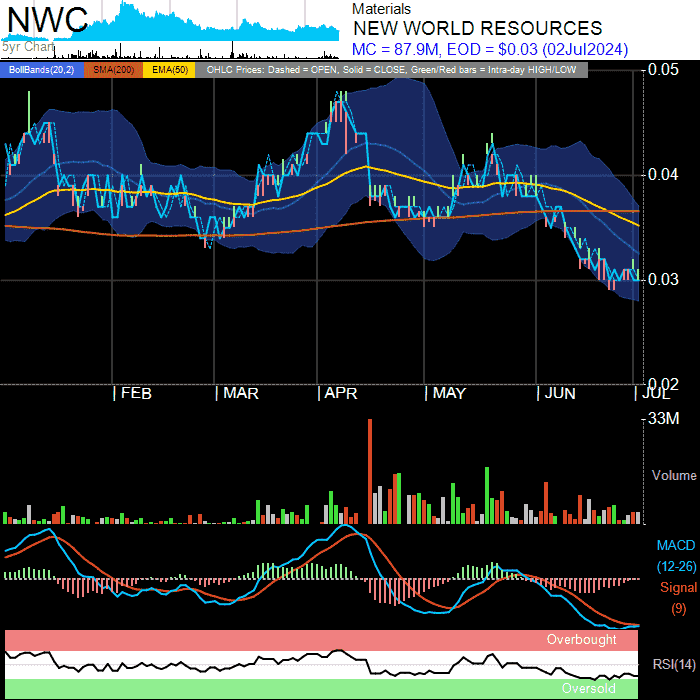 NWC
5yr Chart
Materials
NEW WORLD RESOURCES
MC = 87.9M, EOD = $0.03 (02Jul2024)
BollBands(20,2) SMA(200) EMA(50) OHLC Prices: Dashed = OPEN, Solid = CLOSE, Green/Red bars = Intra-day HIGH/LOW
0.05
0.04
0.03
0.02
FEB MAR APR MAY JUN JUL
33M
Volume
MACD
(12-26)
Signal
(9)
Overbought
RSI(14)
Oversold